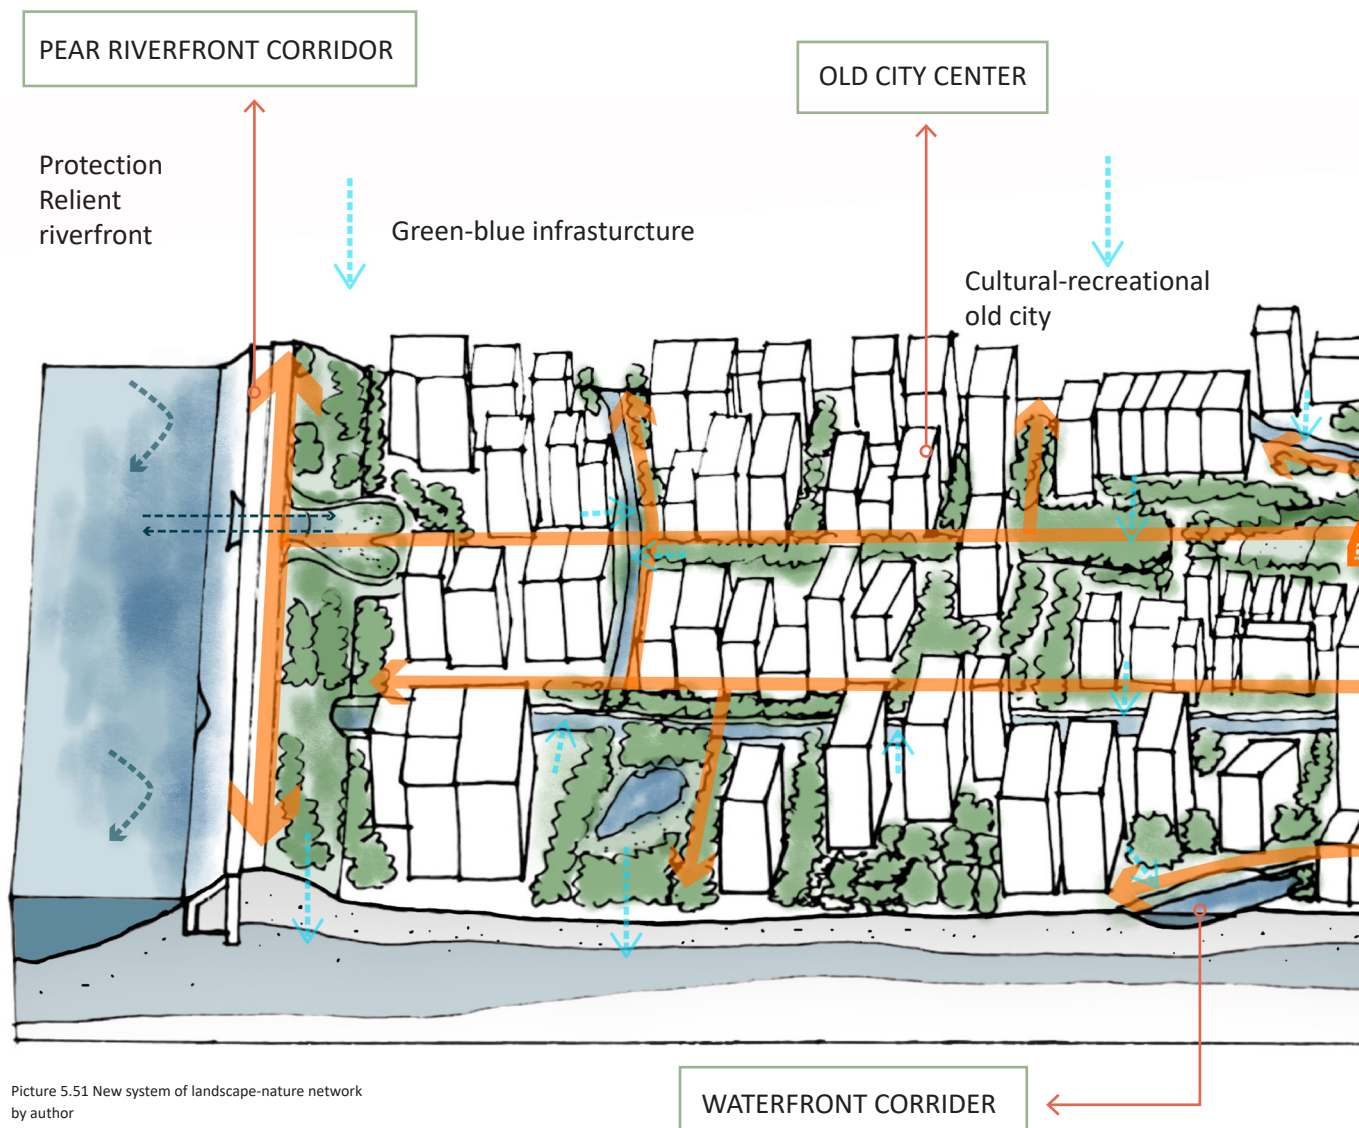 PEAR RIVERFRONT CORRIDOR
OLD CITY CENTER
Protection
Relient
riverfront
Green-blue infrasturcture
Cultural-recreational
old city
Picture 5.51 New system of landscape-nature network
by author
WATERFRONT CORRIDER